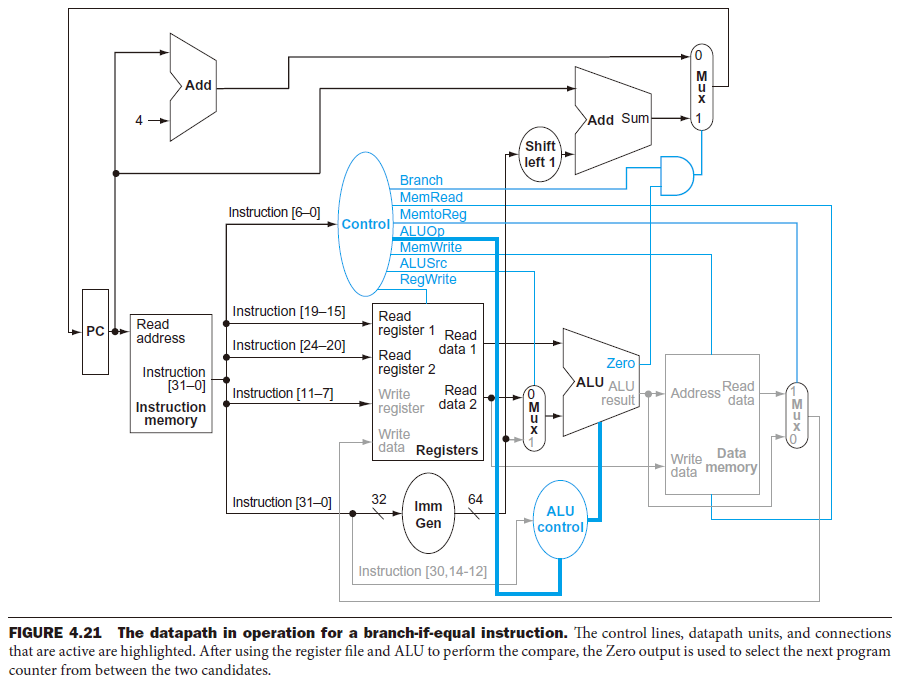 0
M
u
x
1
Add
4
Add Sum
Shift
left 1
Branch
MemRead
MemtoReg
ALUOp
MemWrite
ALUSrc
RegWrite
Control
Instruction [6–0]
Instruction [19–15]
Instruction [24–20]
Instruction [11–7]
Instruction [31–0]
PC
Read
address
Instruction
[31–0]
Instruction
memory
Read
register 1
Read
register 2
Write
register
Write
data
Read
data 1
Read
data 2
Registers
0
M
u
x
1
Zero
ALU
ALU
result
Address
Read
data
Write
data
Data
memory
1
M
u
x
0
32
Imm
Gen
64
ALU
control
Instruction [30,14-12]
FIGURE 4.21 The datapath in operation for a branch-if-equal instruction. The control lines, datapath units, and connections
that are active are highlighted. After using the register file and ALU to perform the compare, the Zero output is used to select the next program
counter from between the two candidates.